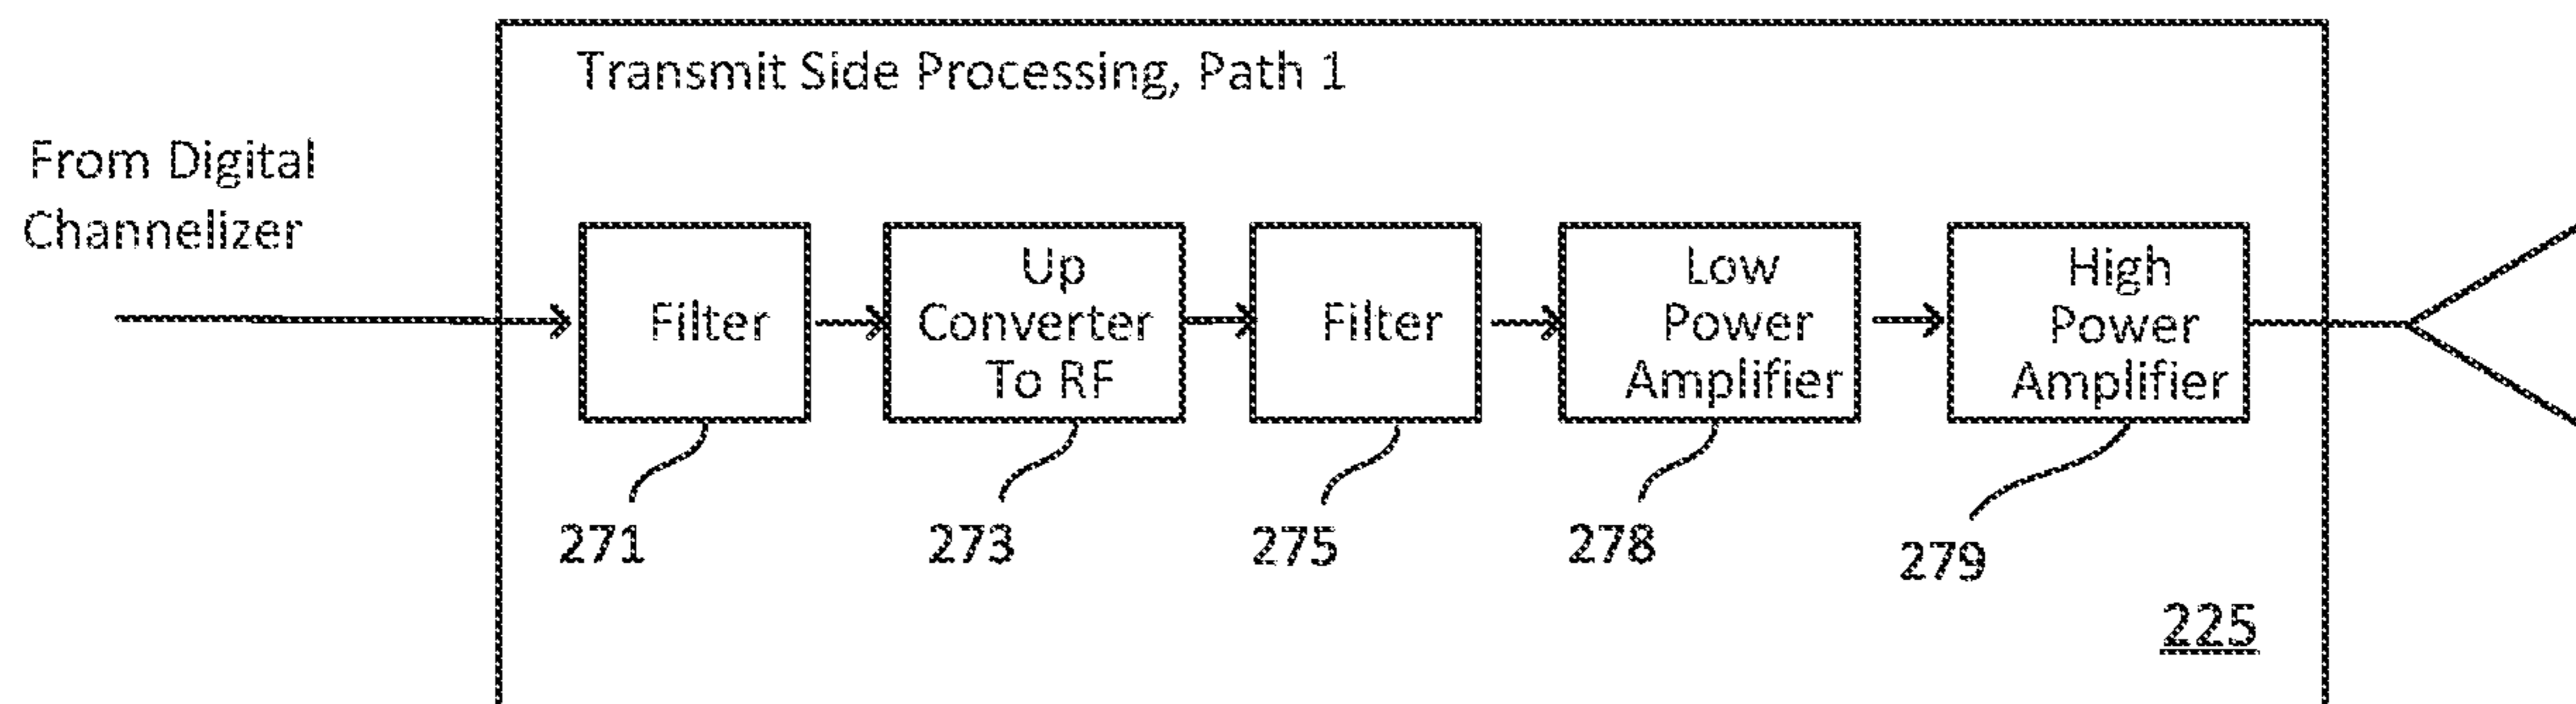 Transmit Side Processing, Path 1
From Digital
Channelizer
Filter
Up
Converter
To RF
Filter
Low
Power
Amplifier
High
Power
Amplifier
271
273
275
278
279
225